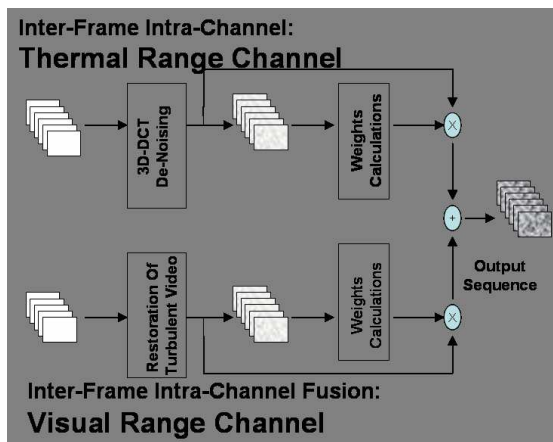 Inter-Frame Intra-Channel:
Thermal Range Channel
3D-DCT
De-Noising
Weights
Calculations
X
+
Output
Sequence
Restoration Of
Turbulent Video
Weights
Calculations
X
Inter-Frame Intra-Channel Fusion:
Visual Range Channel